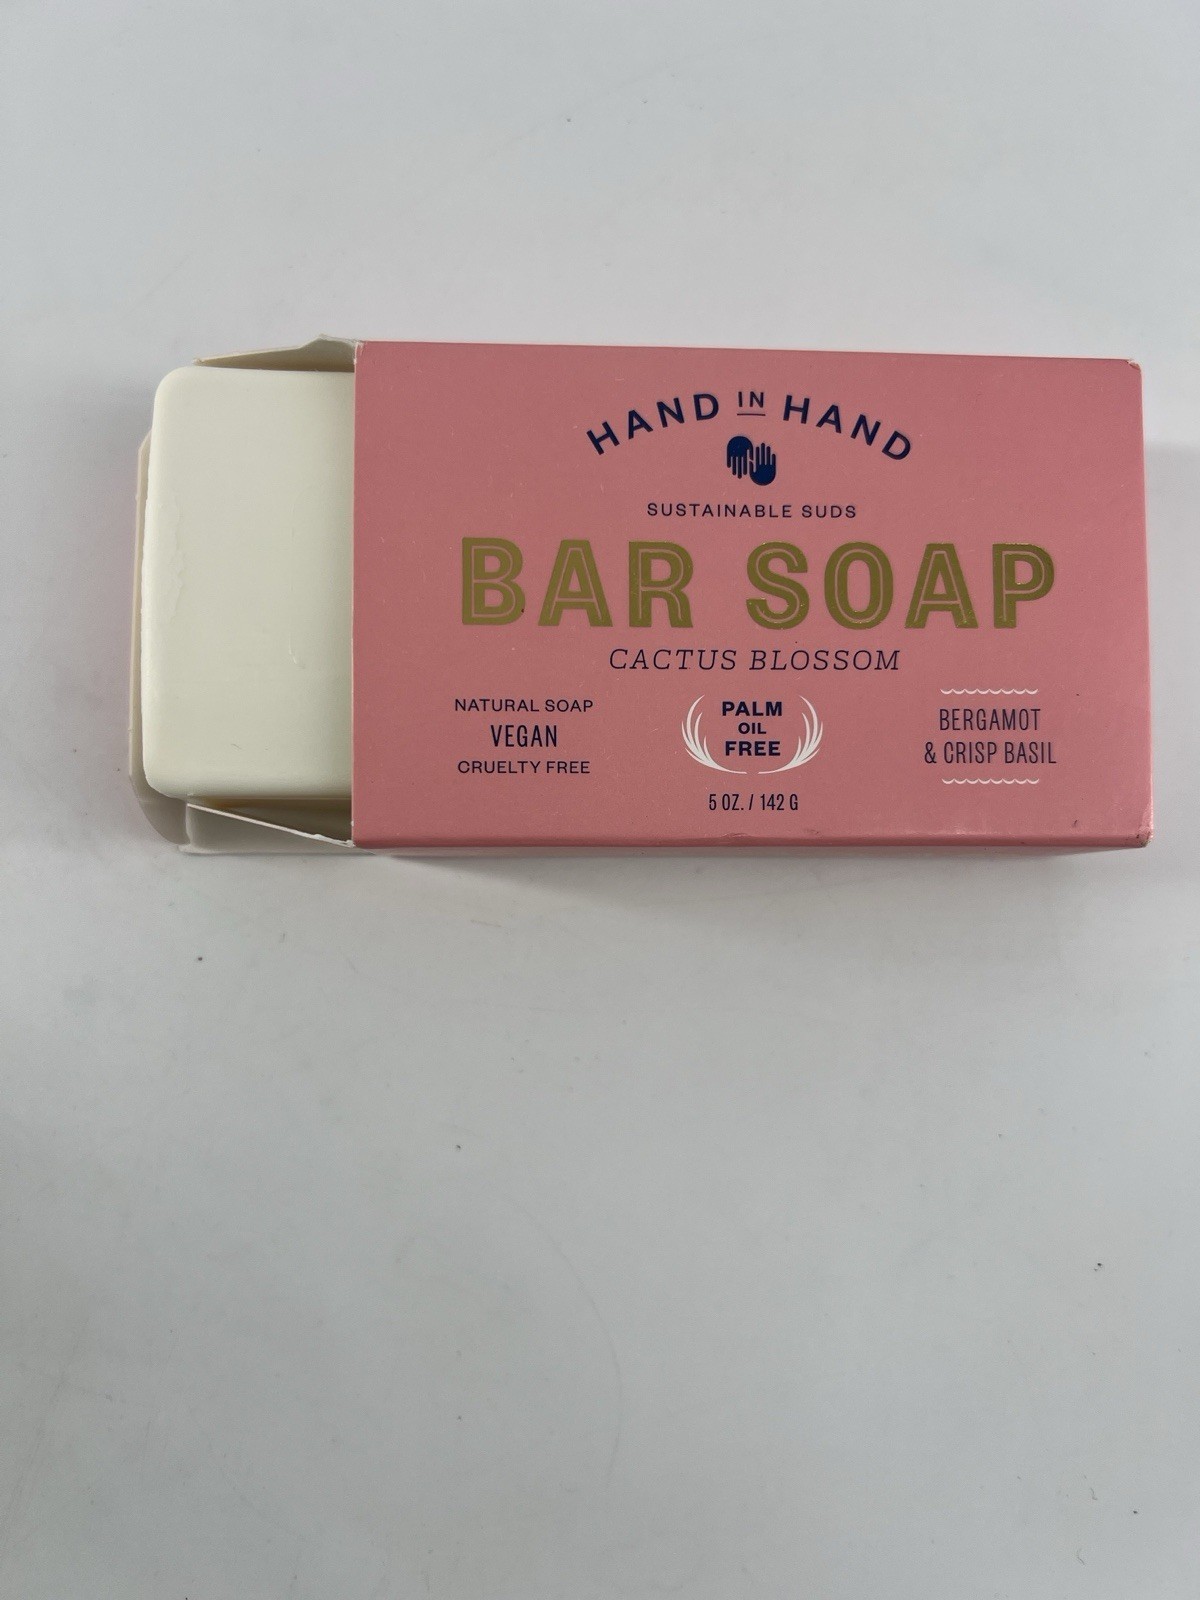 HAND IN HAND
SUSTAINABLE SUDS
BAR SOAP
CACTUS BLOSSOM
NATURAL SOAP
VEGAN
CRUELTY FREE
PALM
OIL
FREE
5 OZ. / 142 G
BERGAMOT
& CRISP BASIL